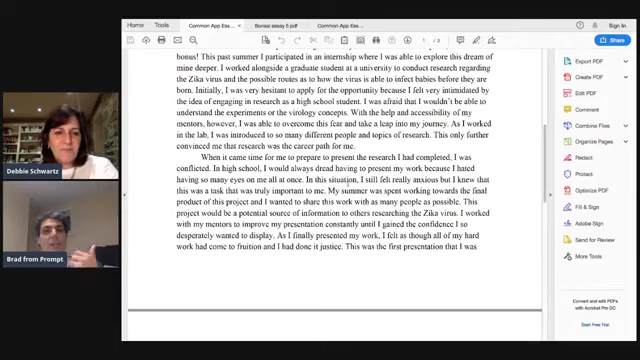 Home Tools Common App Ess... Bonsai essay 5.pdf Common App Ess... Sign In
1 / 2
Share
bonus! This past summer I participated in an internship where I was able to explore this dream of
mine deeper. I worked alongside a graduate student at a university to conduct research regarding
the Zika virus and the possible routes as to how the virus is able to infect babies before they are
born. Initially, I was very hesitant to apply for the opportunity because I felt very intimidated by
the idea of engaging in research as a high school student. I was afraid that I wouldn't be able to
understand the experiments or the virology concepts. With the help and accessibility of my
mentors, however, I was able to overcome this fear and take a leap into my journey. As I worked
in the lab, I was introduced to so many different people and topics of research. This only further
convinced me that research was the career path for me.
When it came time for me to prepare to present the research I had completed, I was
conflicted. In high school, I would always dread having to present my work because I hated
having so many eyes on me all at once. In this situation, I still felt really anxious but I knew that
this was a task that was truly important to me. My summer was spent working towards the final
product of this project and I wanted to share this work with as many people as possible. This
project would be a potential source of information to others researching the Zika virus. I worked
with my mentors to improve my presentation constantly until I gained the confidence I so
desperately wanted to display. As I finally presented my work, I felt as though all of my hard
work had come to fruition and I had done it justice. This was the first presentation that I was
Export PDF
Create PDF
Edit PDF
Comment
Combine Files
Organize Pages
Redact
Protect
Optimize PDF
Fill & Sign
Adobe Sign
Send for Review
More Tools
Convert and edit PDFs
with Acrobat Pro DC
Start Free Trial
Debbie Schwartz
Brad from Prompt